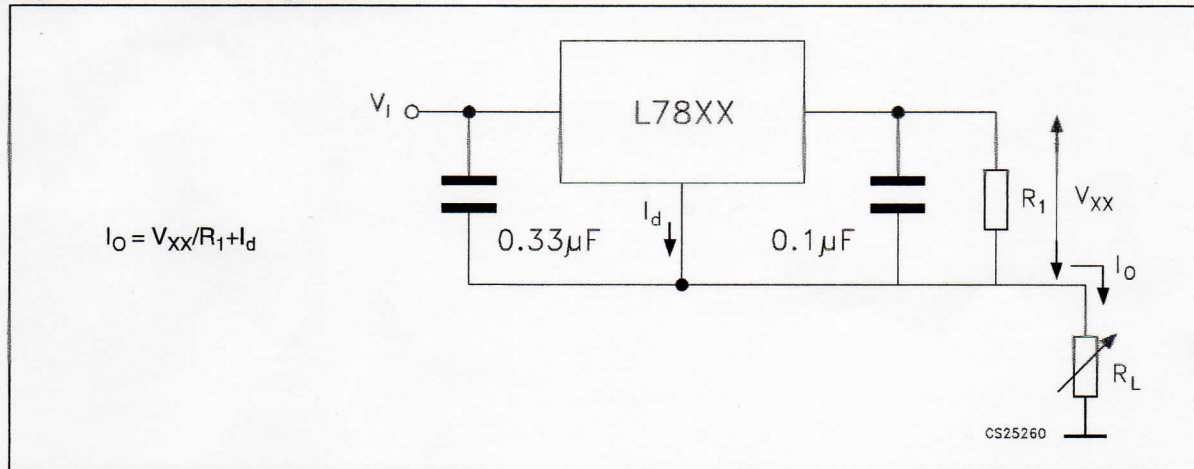 L78XX
V_I
I_d
R_1
V_XX
0.33μF
0.1μF
I_O = V_XX/R_1+I_d
I_O
R_L
CS25260